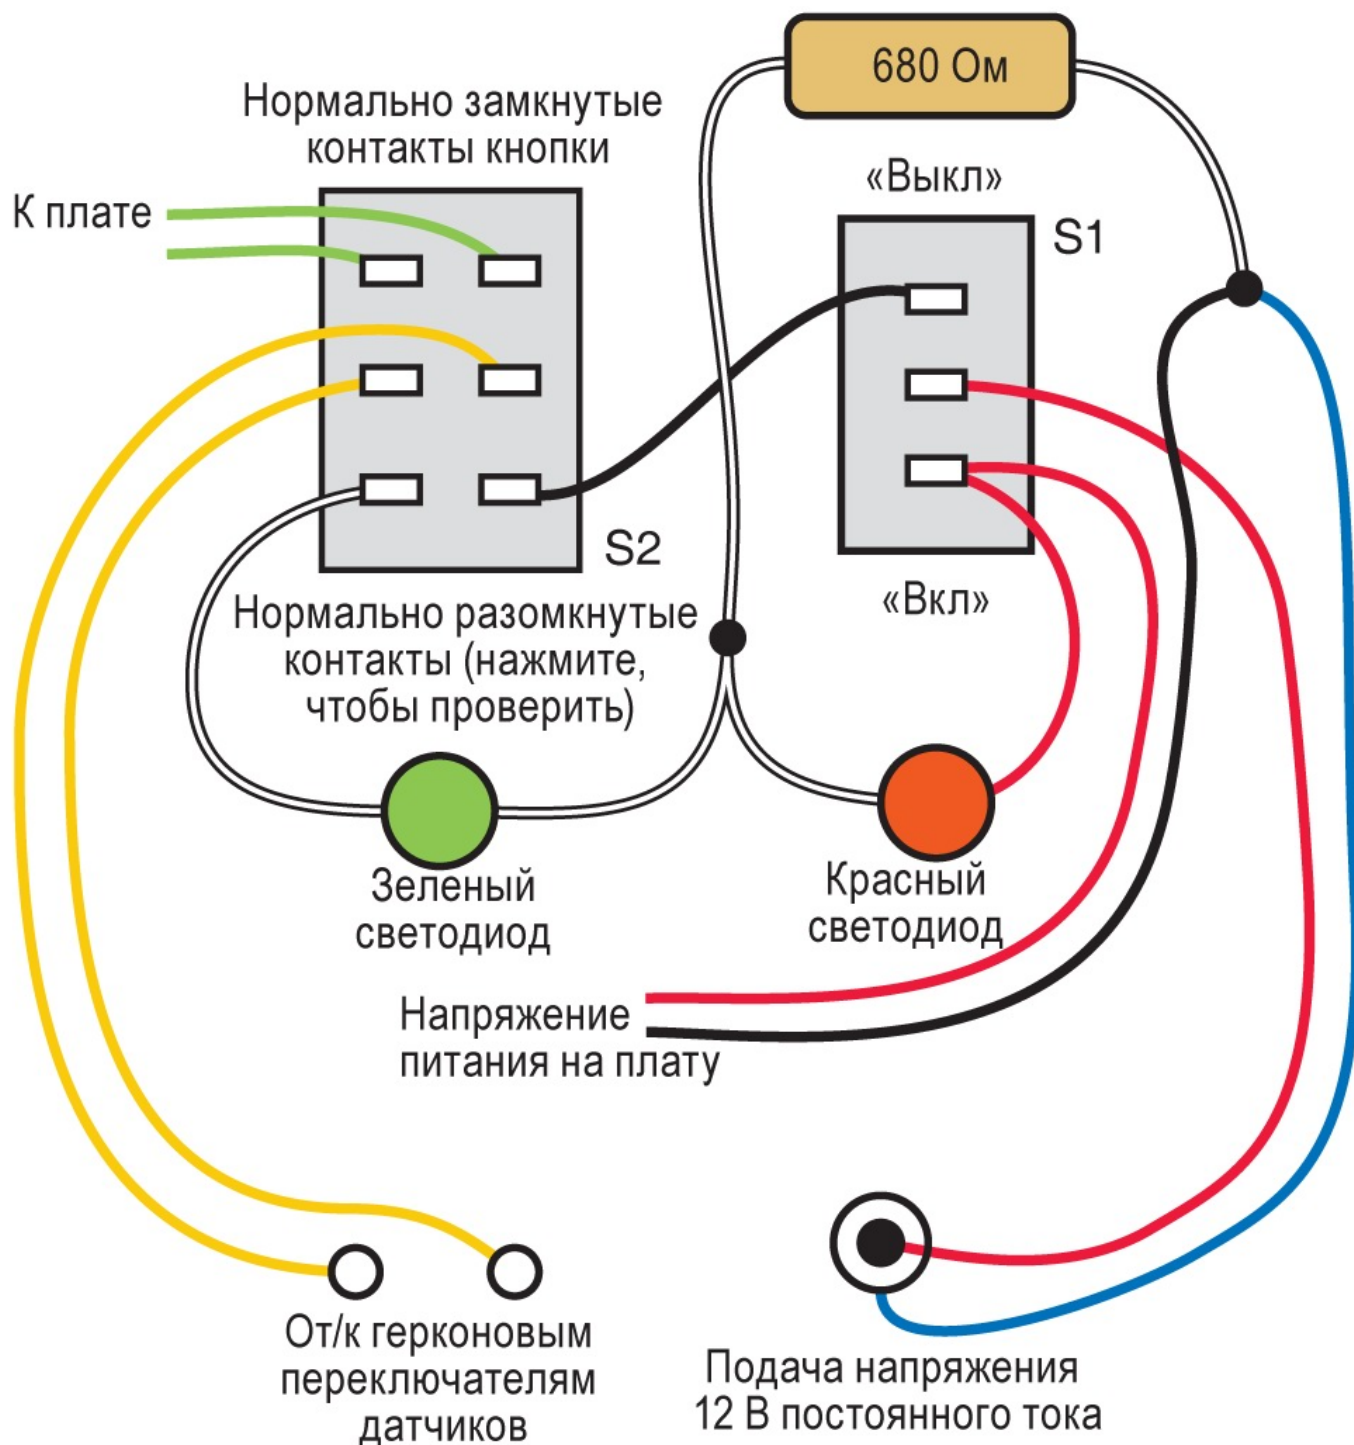 680 Ом
Нормально замкнутые
контакты кнопки
«Выкл»
К плате
S1
S2
«Вкл»
Нормально разомкнутые
контакты (нажмите,
чтобы проверить)
Зеленый
светодиод
Красный
светодиод
Напряжение
питания на плату
От/к герконовым
переключателям
датчиков
Подача напряжения
12 В постоянного тока